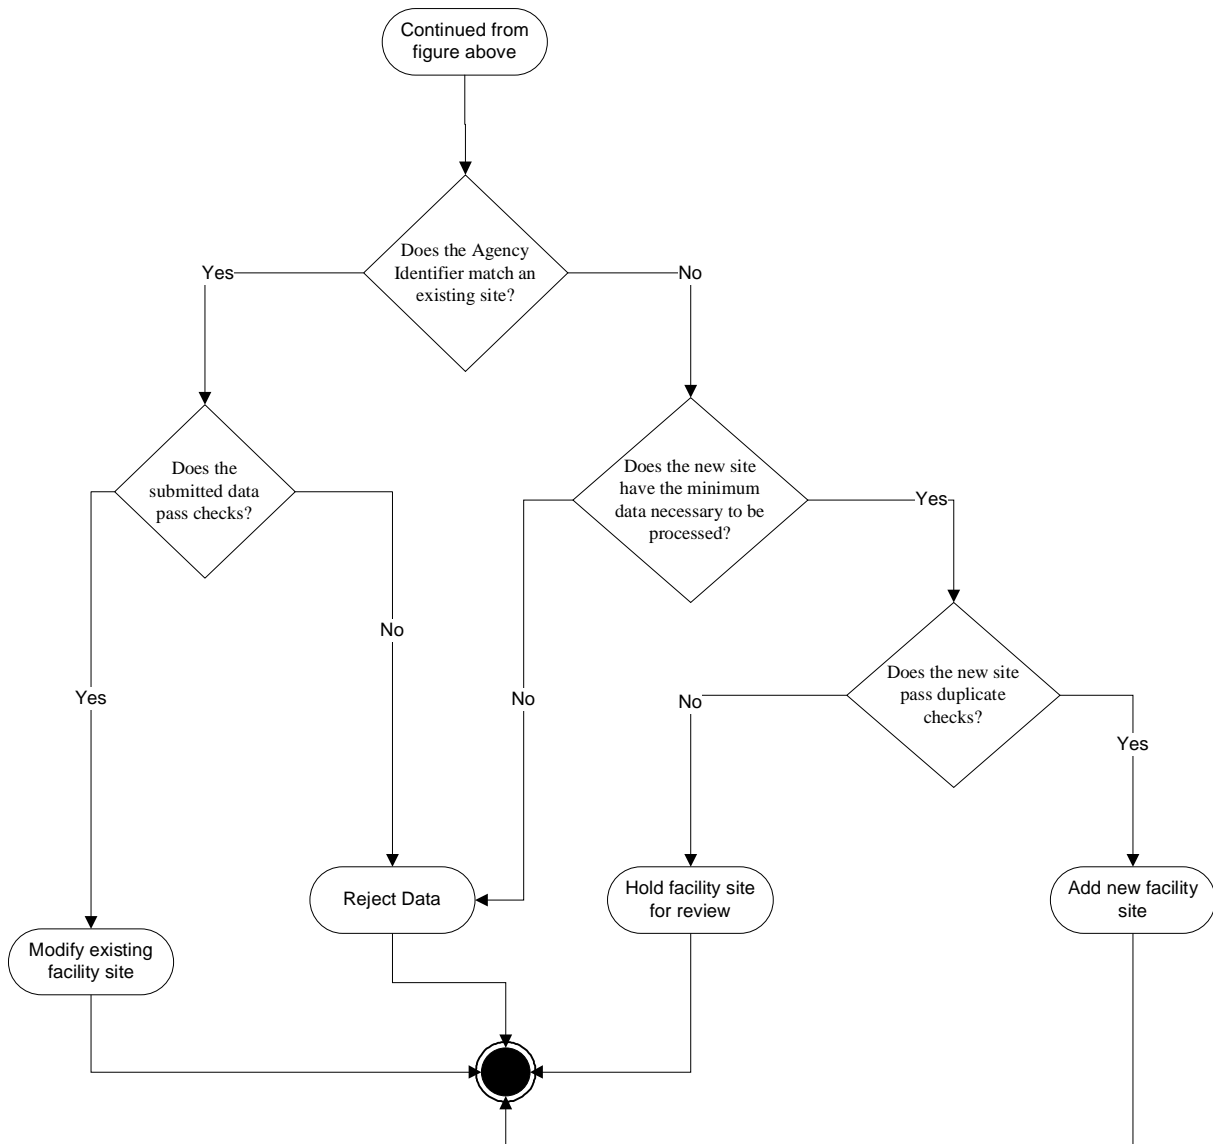 Continued from
figure above
Does the Agency
Identifier match an
existing site?
Yes
No
Does the
submitted data
pass checks?
Does the new site
have the minimum
data necessary to be
processed?
Yes
No
Does the new site
pass duplicate
checks?
Yes
No
No
Yes
Reject Data
Hold facility site
for review
Add new facility
site
Modify existing
facility site